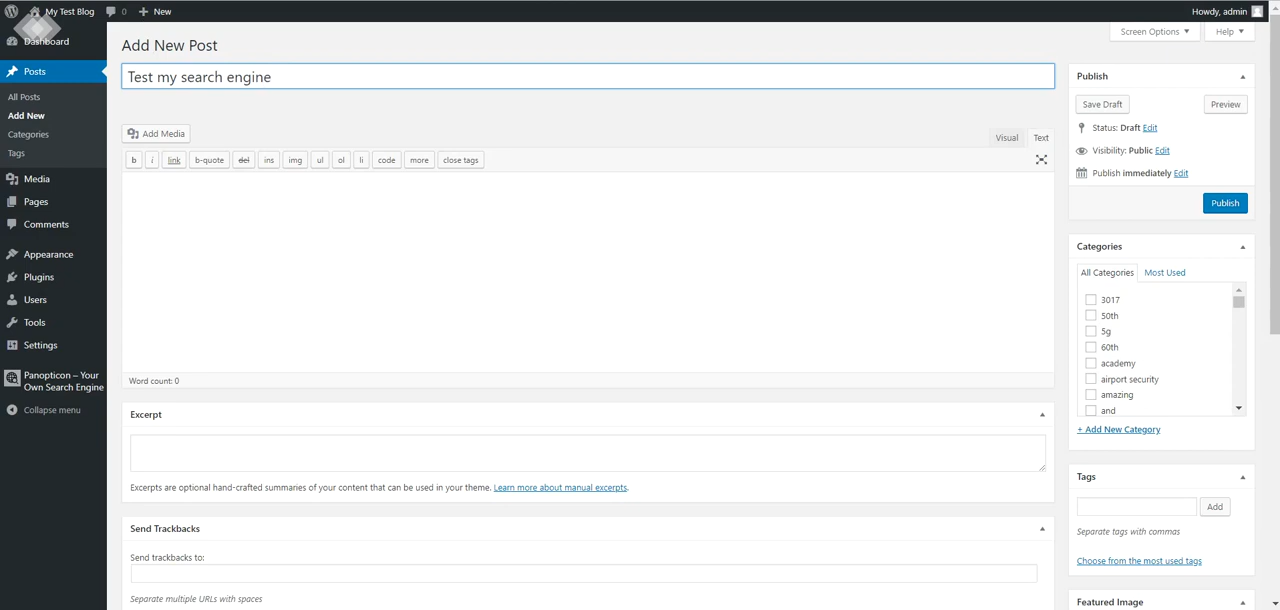 My Test Blog 0 New Howdy, admin
Dashboard
Posts
All Posts
Add New
Categories
Tags
Media
Pages
Comments
Appearance
Plugins
Users
Tools
Settings
Panopticon – Your
Own Search Engine
Collapse menu
Screen Options Help
Add New Post
Test my search engine
Add Media
Visual Text
b i link b-quote del ins img ul ol li code more close tags
Word count: 0
Excerpt
Excerpts are optional hand-crafted summaries of your content that can be used in your theme. Learn more about manual excerpts.
Send Trackbacks
Send trackbacks to:
Separate multiple URLs with spaces
Publish
Save Draft Preview
Status: Draft Edit
Visibility: Public Edit
Publish immediately Edit
Publish
Categories
All Categories Most Used
3017
50th
5g
60th
academy
airport security
amazing
and
+ Add New Category
Tags
Add
Separate tags with commas
Choose from the most used tags
Featured Image